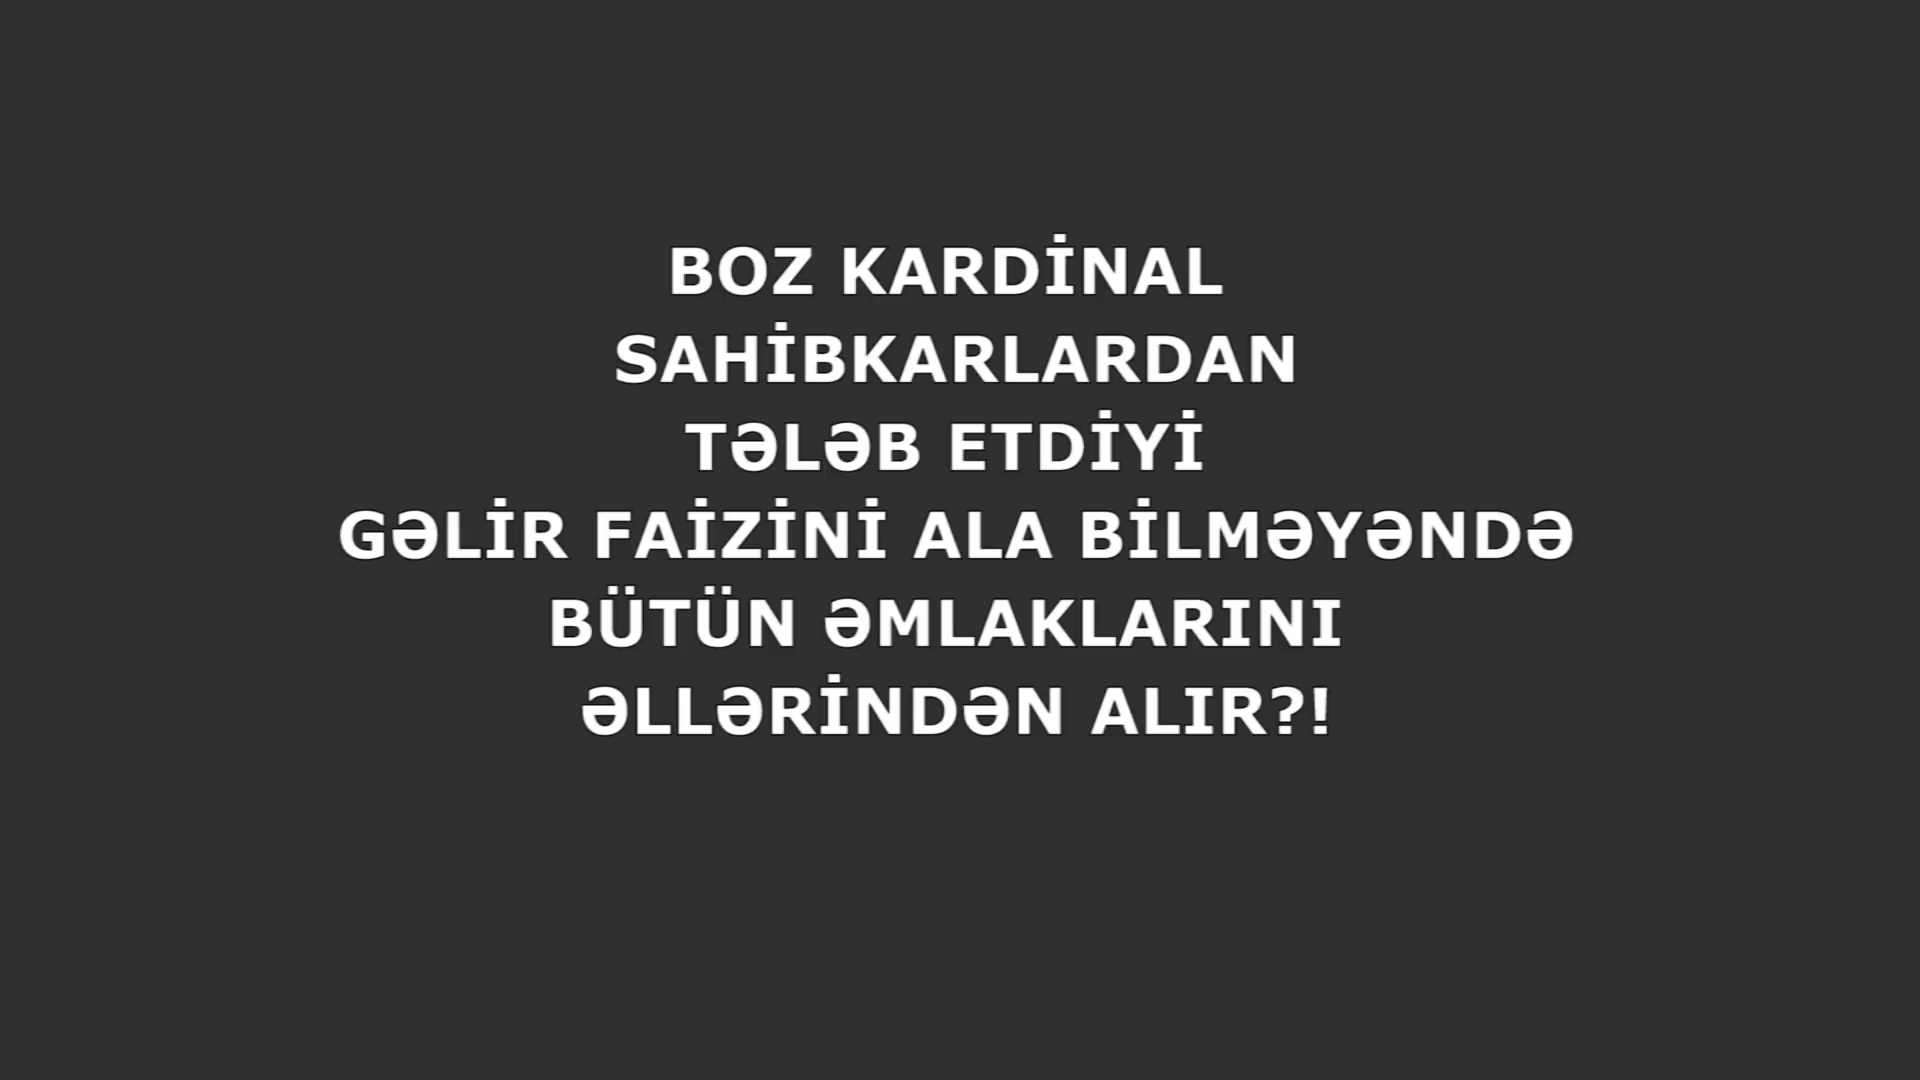 BOZ KARDİNAL
SAHİBKARLARDAN
TƏLƏB ETDİYİ
GƏLİR FAİZİNİ ALA BİLMƏYƏNDƏ
BÜTÜN ƏMLAKLARINI
ƏLLƏRİNDƏN ALIR?!